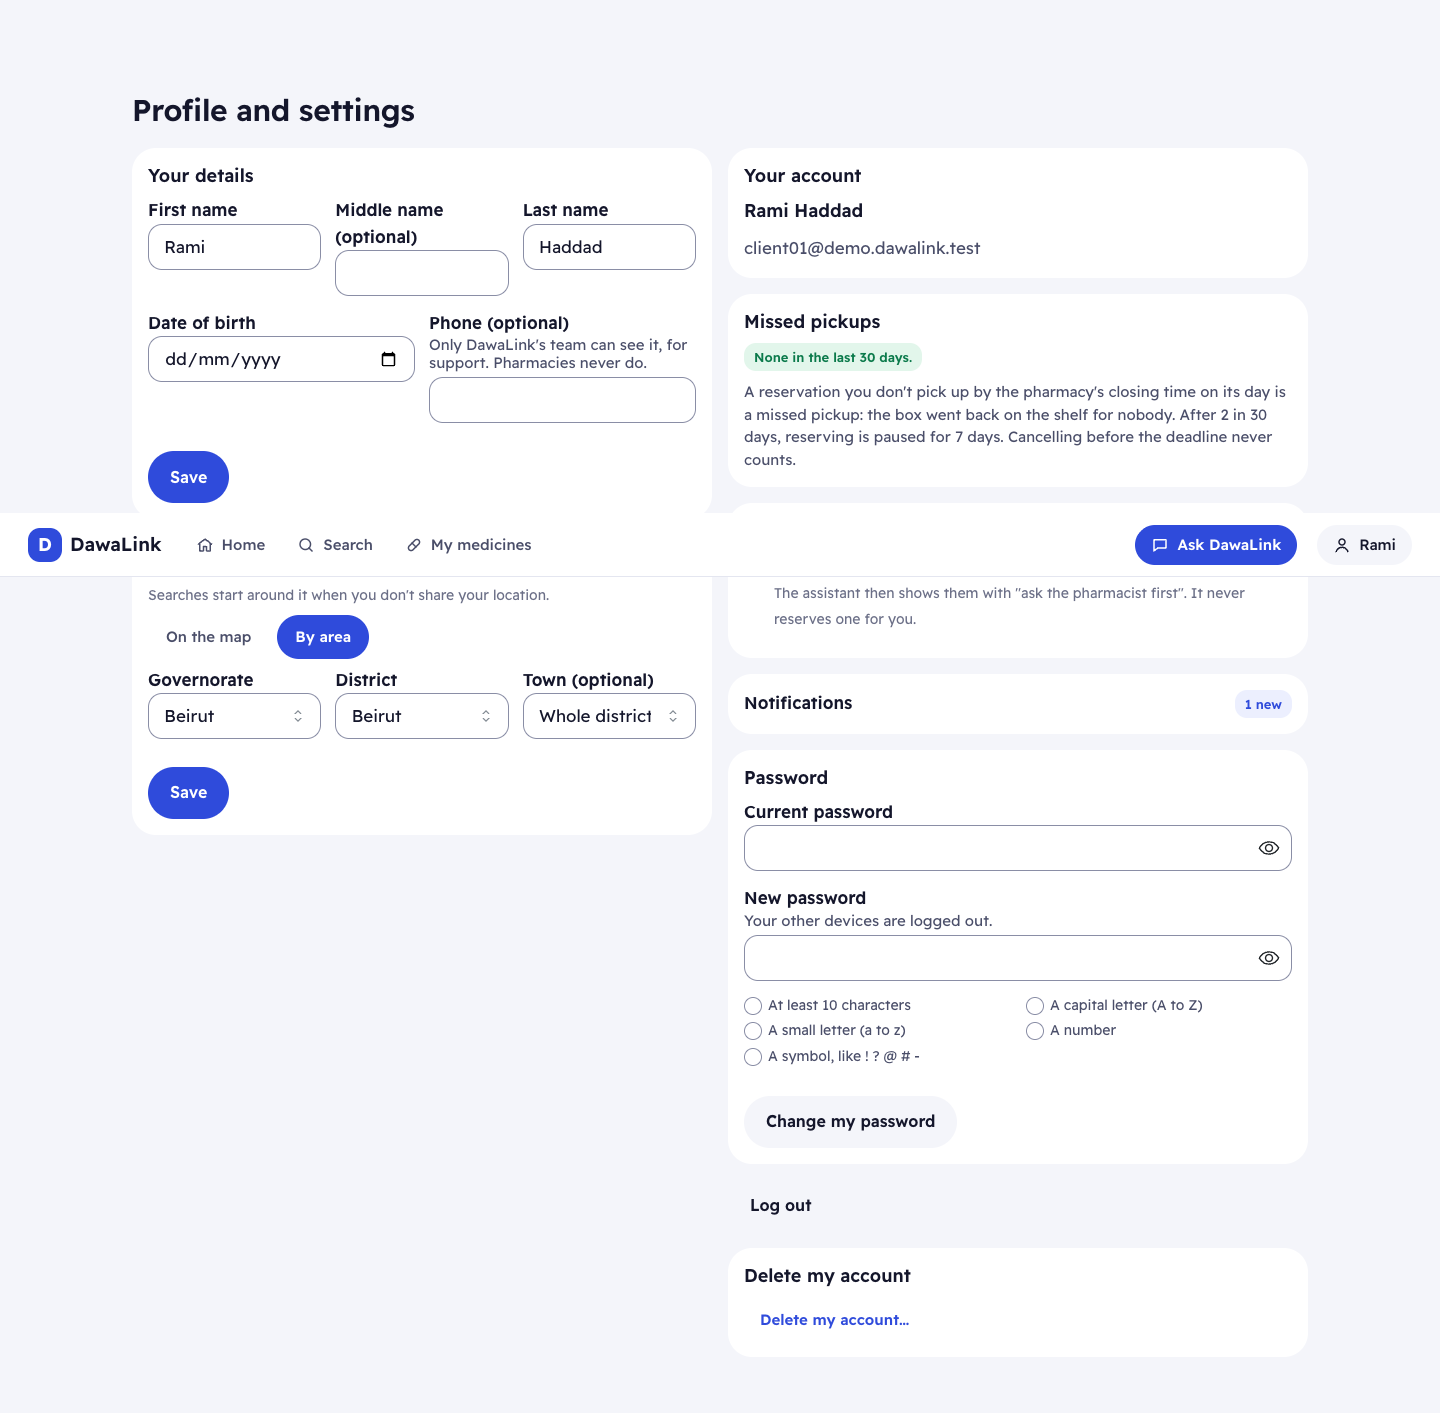 Profile and settings
Your details
First name
Middle name
(optional)
Last name
Rami
Haddad
Date of birth
Phone (optional)
Only DawaLink's team can see it, for
support. Pharmacies never do.
dd/mm/yyyy
Save
Your account
Rami Haddad
client01@demo.dawalink.test
Missed pickups
None in the last 30 days.
A reservation you don't pick up by the pharmacy's closing time on its day is
a missed pickup: the box went back on the shelf for nobody. After 2 in 30
days, reserving is paused for 7 days. Cancelling before the deadline never
counts.
D DawaLink Home Search My medicines Ask DawaLink Rami
Searches start around it when you don't share your location.
On the map By area
Governorate District Town (optional)
Beirut Beirut Whole district
Save
The assistant then shows them with "ask the pharmacist first". It never
reserves one for you.
Notifications 1 new
Password
Current password
New password
Your other devices are logged out.
At least 10 characters
A capital letter (A to Z)
A small letter (a to z)
A number
A symbol, like ! ? @ # -
Change my password
Log out
Delete my account
Delete my account...